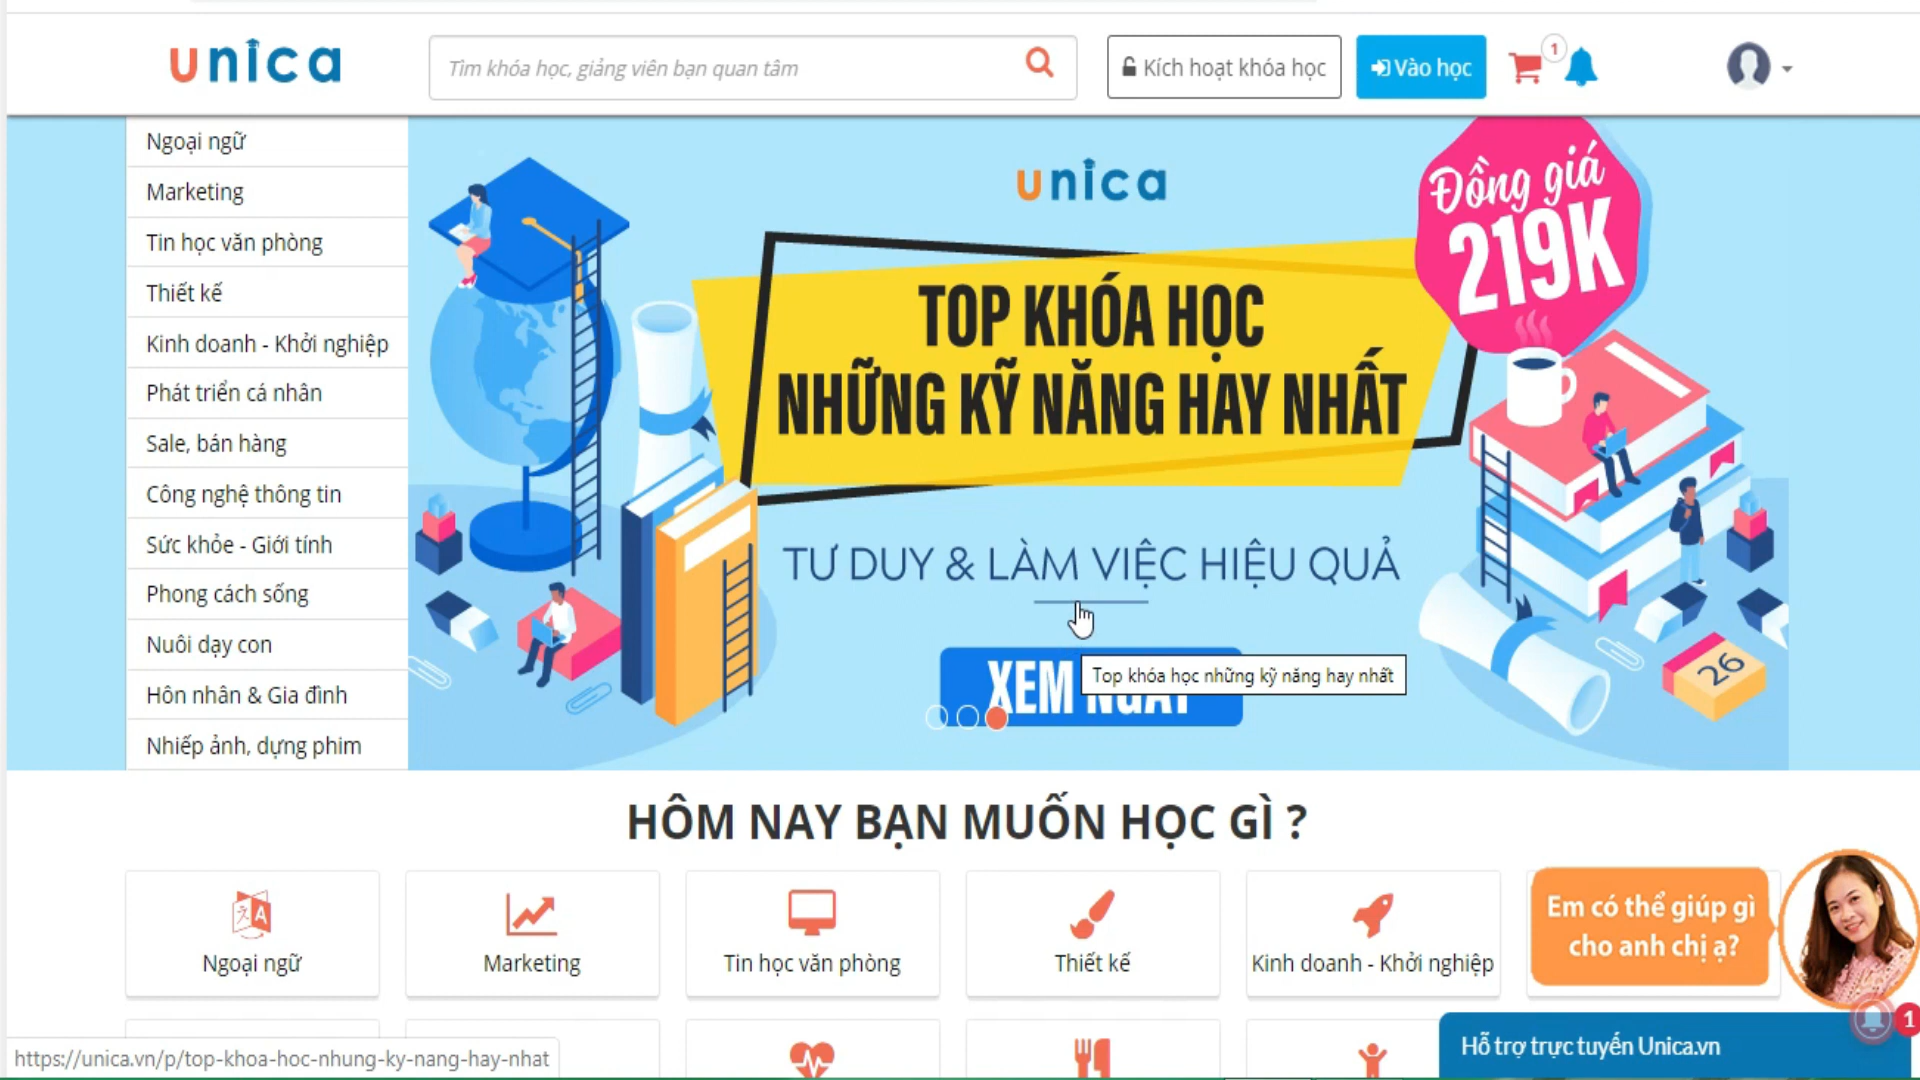 unica
Tìm khóa học, giảng viên bạn quan tâm
Kích hoạt khóa học
Vào học
1
Ngoại ngữ
Marketing
Tin học văn phòng
Thiết kế
Kinh doanh - Khởi nghiệp
Phát triển cá nhân
Sale, bán hàng
Công nghệ thông tin
Sức khỏe - Giới tính
Phong cách sống
Nuôi dạy con
Hôn nhân & Gia đình
Nhiếp ảnh, dựng phim
unica
Đồng giá
219K
TOP KHÓA HỌC
NHỮNG KỸ NĂNG HAY NHẤT
TƯ DUY & LÀM VIỆC HIỆU QUẢ
XEM
Top khóa học những kỹ năng hay nhất
26
HÔM NAY BẠN MUỐN HỌC GÌ ?
Ngoại ngữ
Marketing
Tin học văn phòng
Thiết kế
Kinh doanh - Khởi nghiệp
Em có thể giúp gì
cho anh chị ạ?
1
Hỗ trợ trực tuyến Unica.vn
https://unica.vn/p/top-khoa-hoc-nhung-ky-nang-hay-nhat